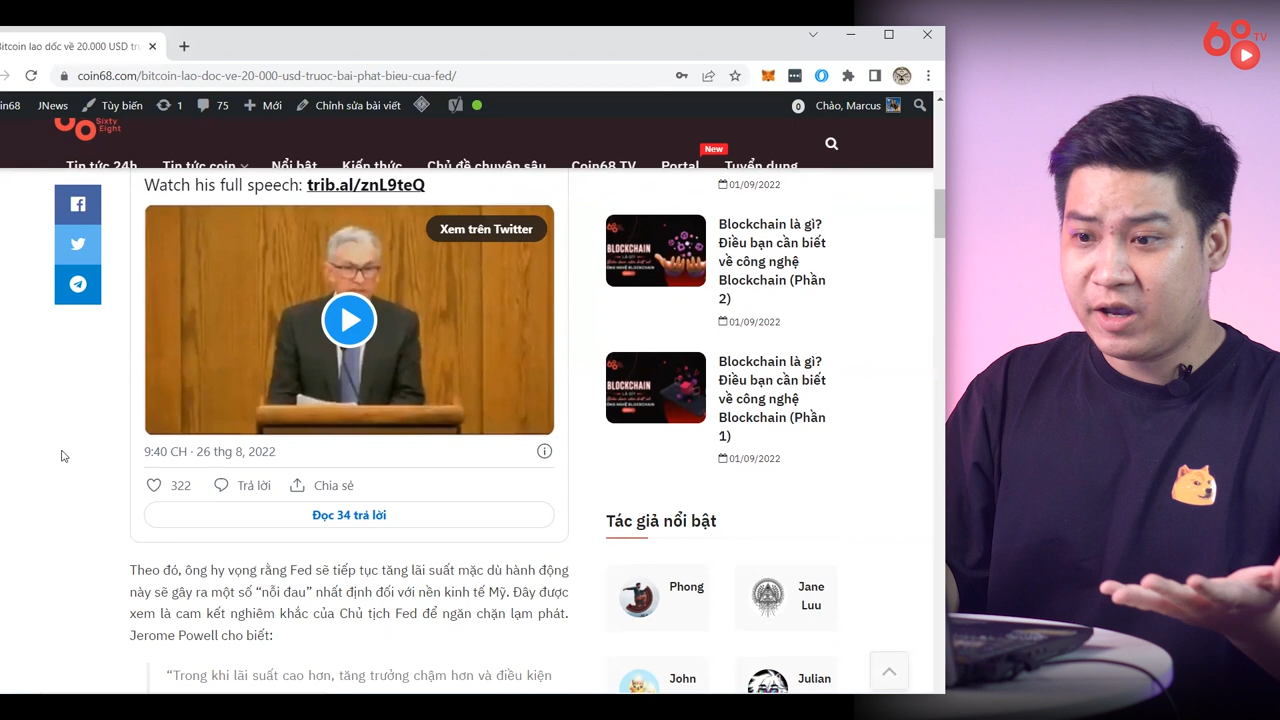 68
TV
Bitcoin lao dốc về 20.000 USD tru
coin68.com/bitcoin-lao-doc-ve-20-000-usd-truoc-bai-phat-bieu-cua-fed/
in68
JNews
Tùy biến
1
75
Mới
Chỉnh sửa bài viết
0
Chào, Marcus
Sixty
Eight
New
Tin tức 24h
Tin tức coin
Nổi bật
Kiến thức
Chủ đề chuyên sâu
Coin68 TV
Portal
Tuyển dụng
Watch his full speech: trib.al/znL9teQ
Xem trên Twitter
9:40 CH · 26 thg 8, 2022
322
Trả lời
Chia sẻ
Đọc 34 trả lời
Theo đó, ông hy vọng rằng Fed sẽ tiếp tục tăng lãi suất mặc dù hành động
này sẽ gây ra một số “nỗi đau” nhất định đối với nền kinh tế Mỹ. Đây được
xem là cam kết nghiêm khắc của Chủ tịch Fed để ngăn chặn lạm phát.
Jerome Powell cho biết:
“Trong khi lãi suất cao hơn, tăng trưởng chậm hơn và điều kiện
01/09/2022
BLOCKCHAIN
LÀ GÌ?
Blockchain là gì?
Điều bạn cần biết
về công nghệ
Blockchain (Phần
2)
01/09/2022
BLOCKCHAIN
LÀ GÌ?
Blockchain là gì?
Điều bạn cần biết
về công nghệ
Blockchain (Phần
1)
01/09/2022
Tác giả nổi bật
Phong
Jane
Luu
John
Julian